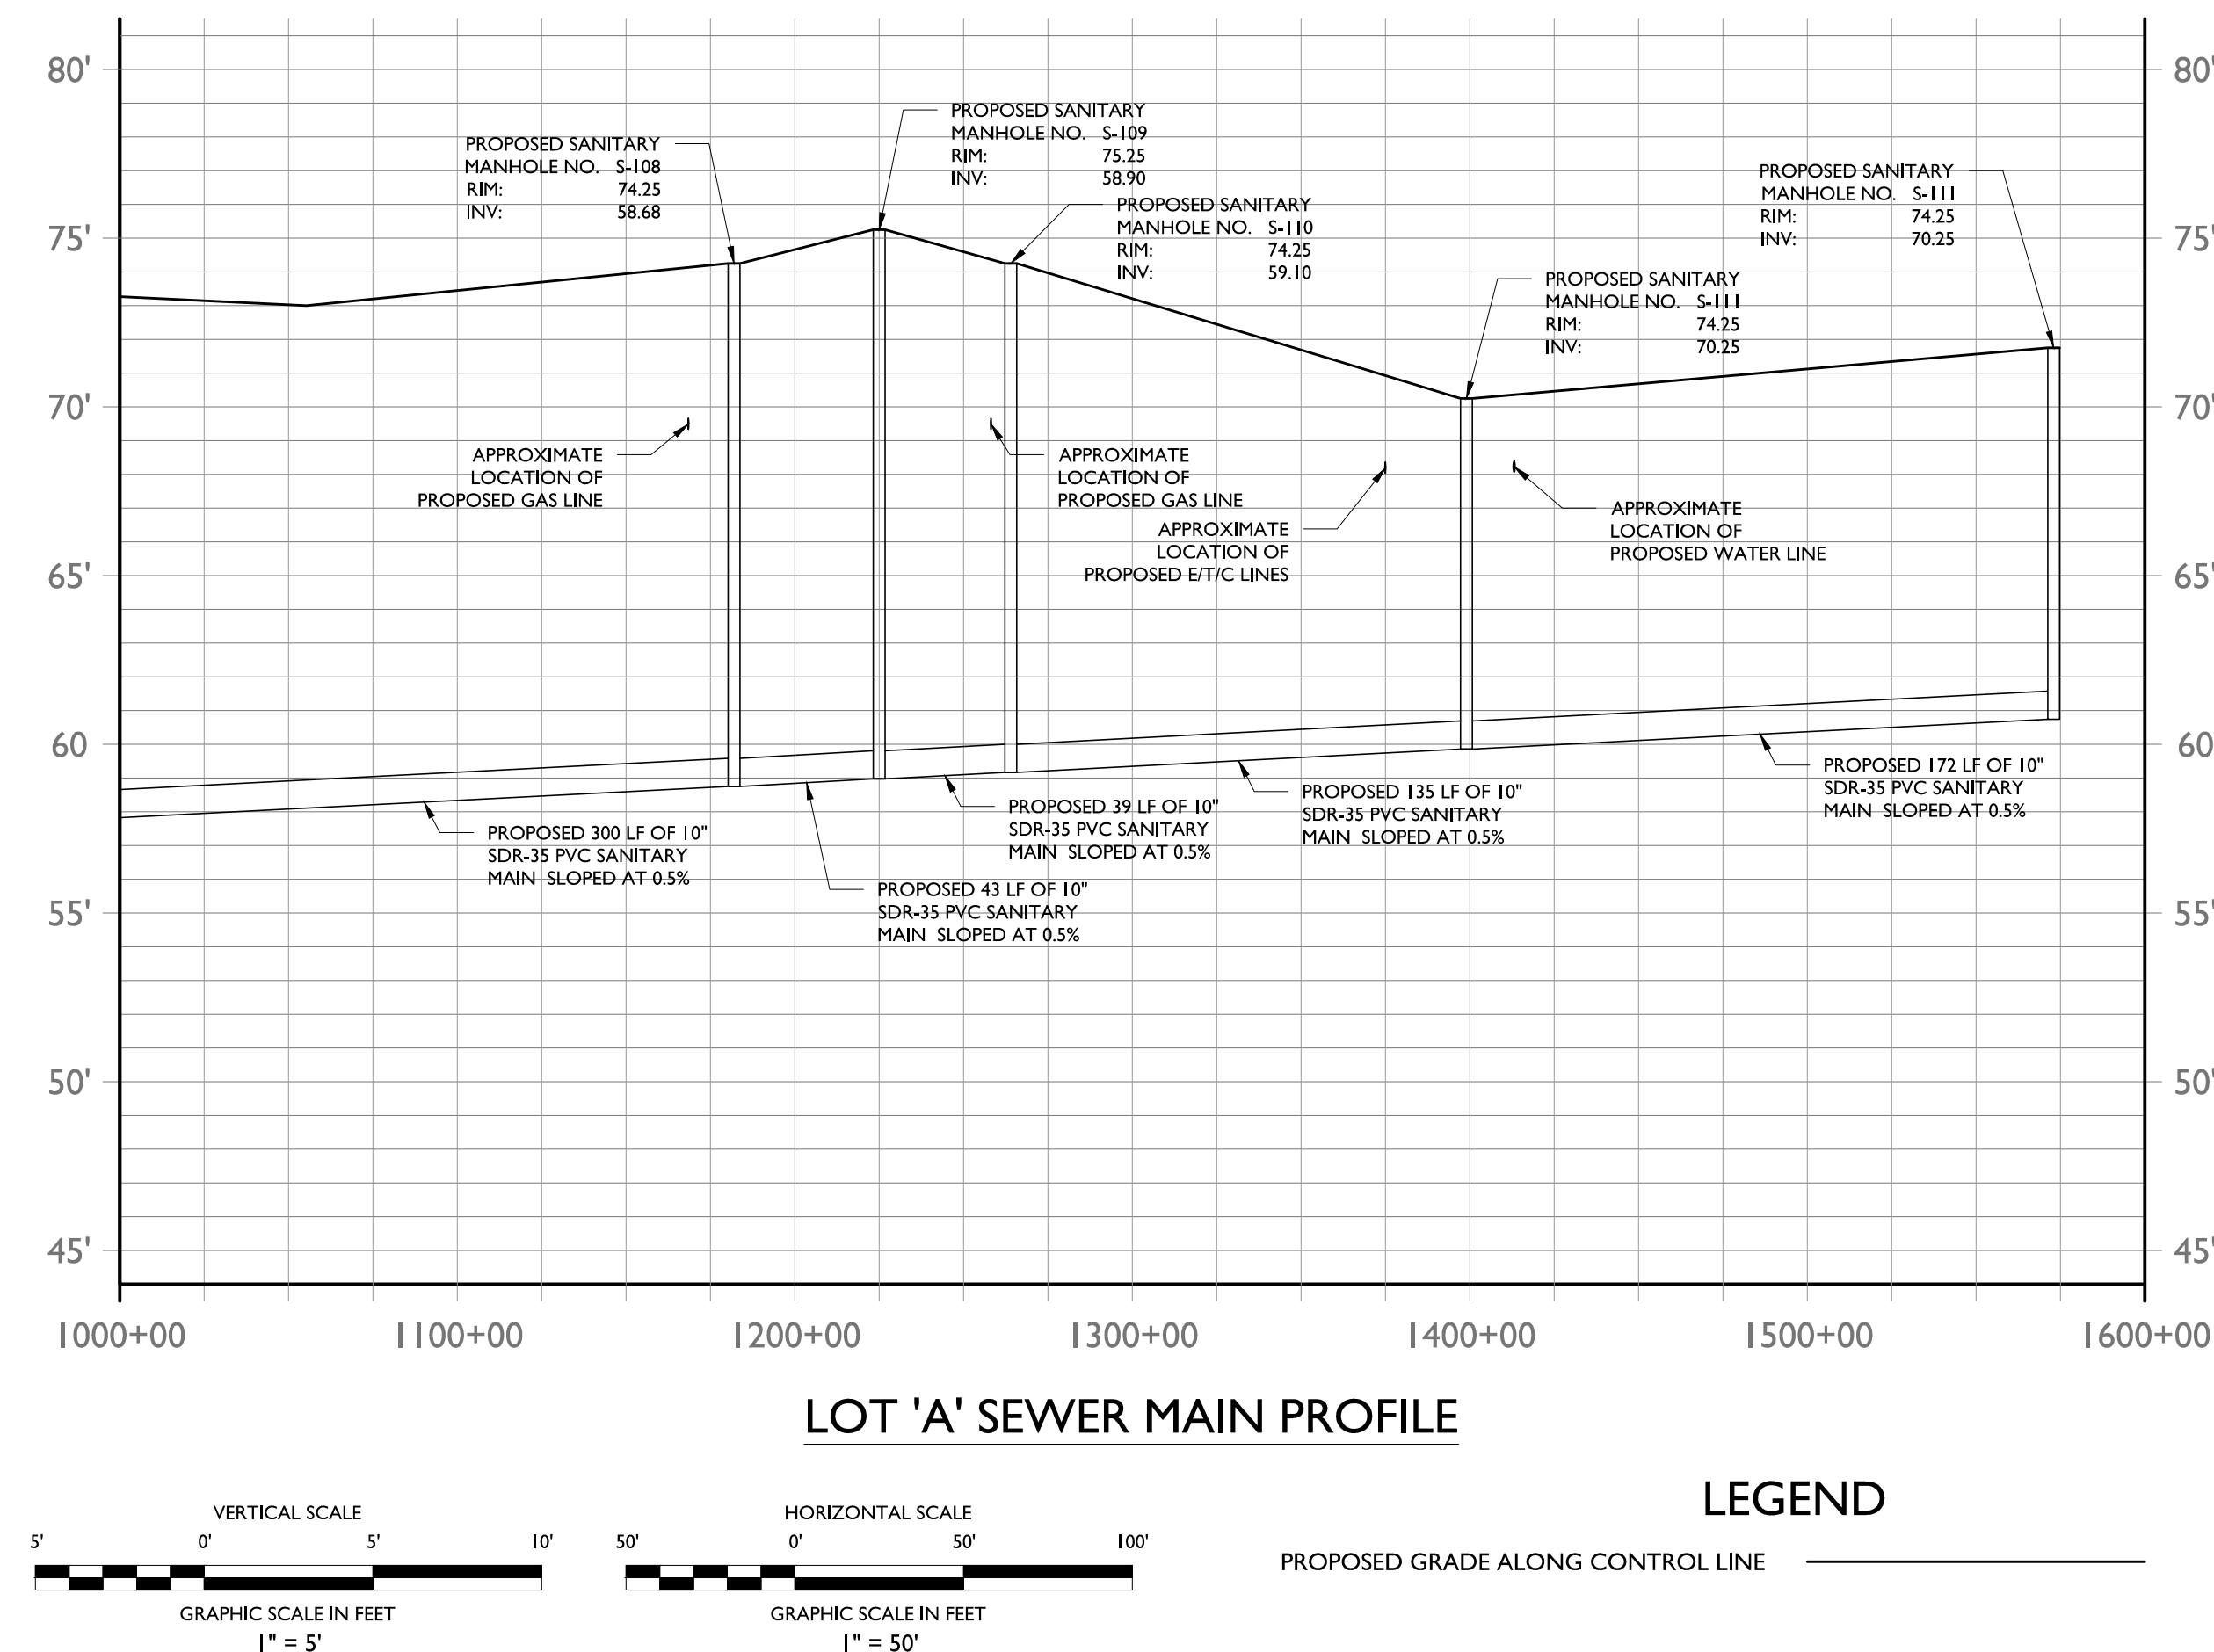 80'
75'
70'
65'
60
55'
50'
45'
80'
75'
70'
65'
60
55'
50'
45'
PROPOSED SANITARY
MANHOLE NO. S-108
RIM: 74.25
INV: 58.68
PROPOSED SANITARY
MANHOLE NO. S-109
RIM: 75.25
INV: 58.90
PROPOSED SANITARY
MANHOLE NO. S-110
RIM: 74.25
INV: 59.10
PROPOSED SANITARY
MANHOLE NO. S-111
RIM: 74.25
INV: 70.25
PROPOSED SANITARY
MANHOLE NO. S-111
RIM: 74.25
INV: 70.25
APPROXIMATE
LOCATION OF
PROPOSED GAS LINE
APPROXIMATE
LOCATION OF
PROPOSED GAS LINE
APPROXIMATE
LOCATION OF
PROPOSED E/T/C LINES
APPROXIMATE
LOCATION OF
PROPOSED WATER LINE
PROPOSED 300 LF OF 10"
SDR-35 PVC SANITARY
MAIN SLOPED AT 0.5%
PROPOSED 43 LF OF 10"
SDR-35 PVC SANITARY
MAIN SLOPED AT 0.5%
PROPOSED 39 LF OF 10"
SDR-35 PVC SANITARY
MAIN SLOPED AT 0.5%
PROPOSED 135 LF OF 10"
SDR-35 PVC SANITARY
MAIN SLOPED AT 0.5%
PROPOSED 172 LF OF 10"
SDR-35 PVC SANITARY
MAIN SLOPED AT 0.5%
1000+00 1100+00 1200+00 1300+00 1400+00 1500+00 1600+00
LOT 'A' SEWER MAIN PROFILE
VERTICAL SCALE
5' 0' 5' 10'
GRAPHIC SCALE IN FEET
1" = 5'
HORIZONTAL SCALE
50' 0' 50' 100'
GRAPHIC SCALE IN FEET
1" = 50'
LEGEND
PROPOSED GRADE ALONG CONTROL LINE